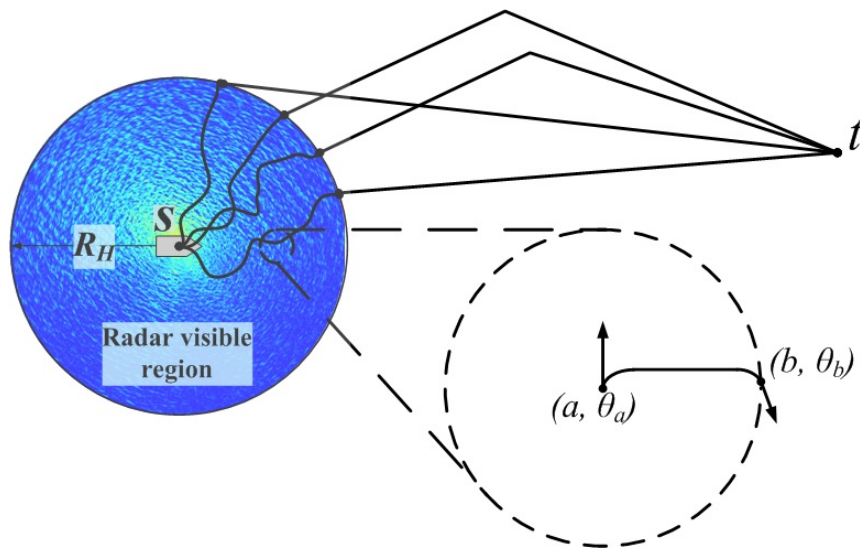 t
S
R_H
Radar visible
region
(b, θ_b)
(a, θ_a)